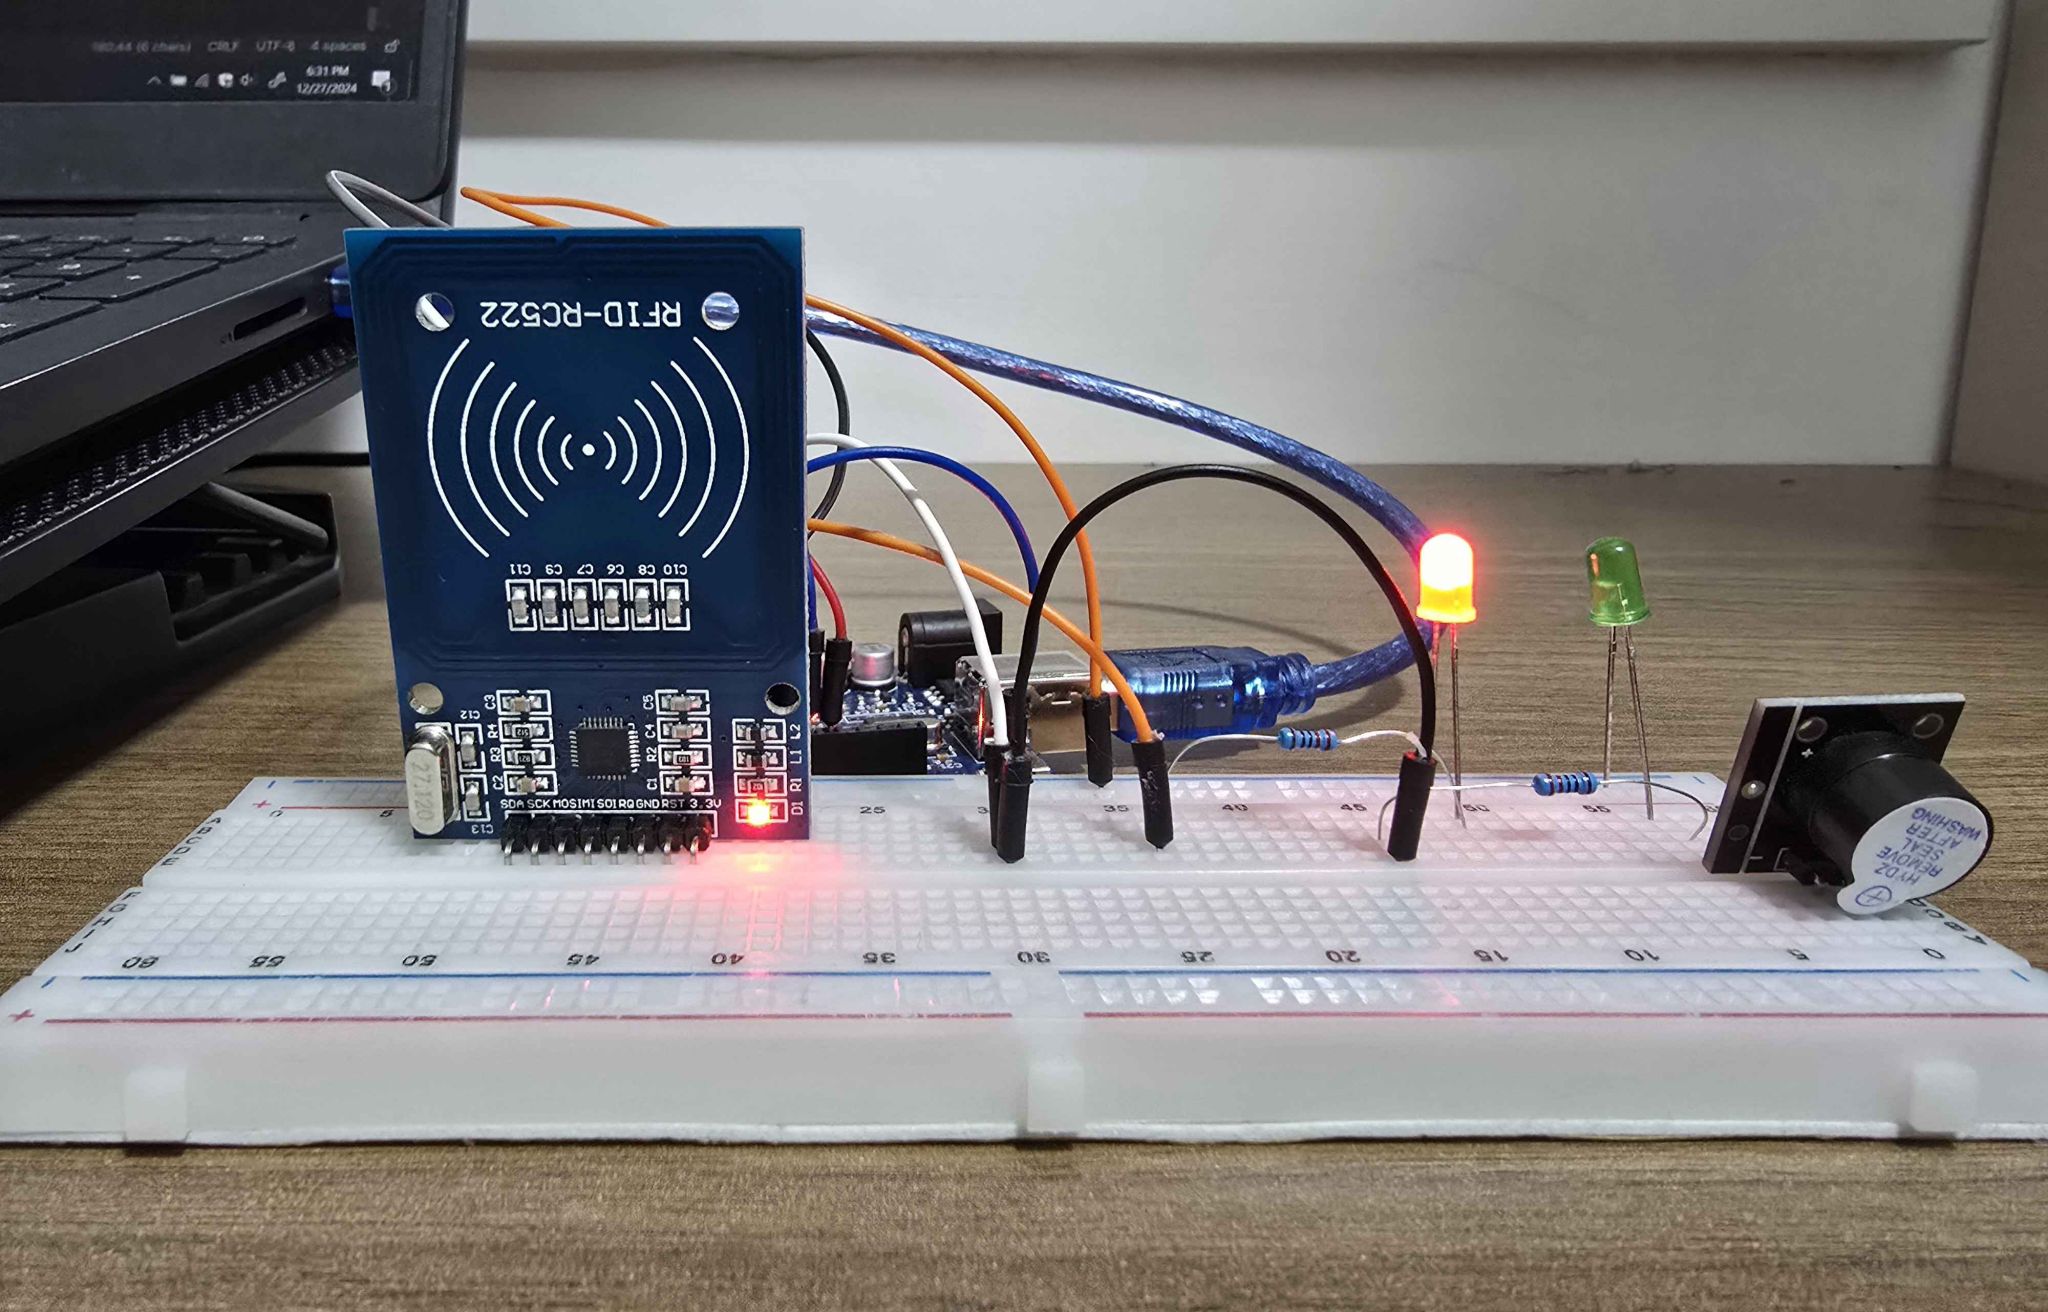 CRLF UTF-8 4 spaces
6:31 PM
12/27/2024
RFID-RC522
C11 C9 C7 C6 C8 C10
C3
C12
R4
R3
C2
C13
C5
C4
R2
C1
L2
L1
R1
D1
27.120
SDA SCK MOSI MISO IRQ GND RST 3.3V
+
A B C D E
5
25
35
40
50
55
F G H I J
60 55 50 45 40 35 30 25 20 15 10 5 0
+
HYDZ
REMOVE
SEAL
AFTER
WASHING
+